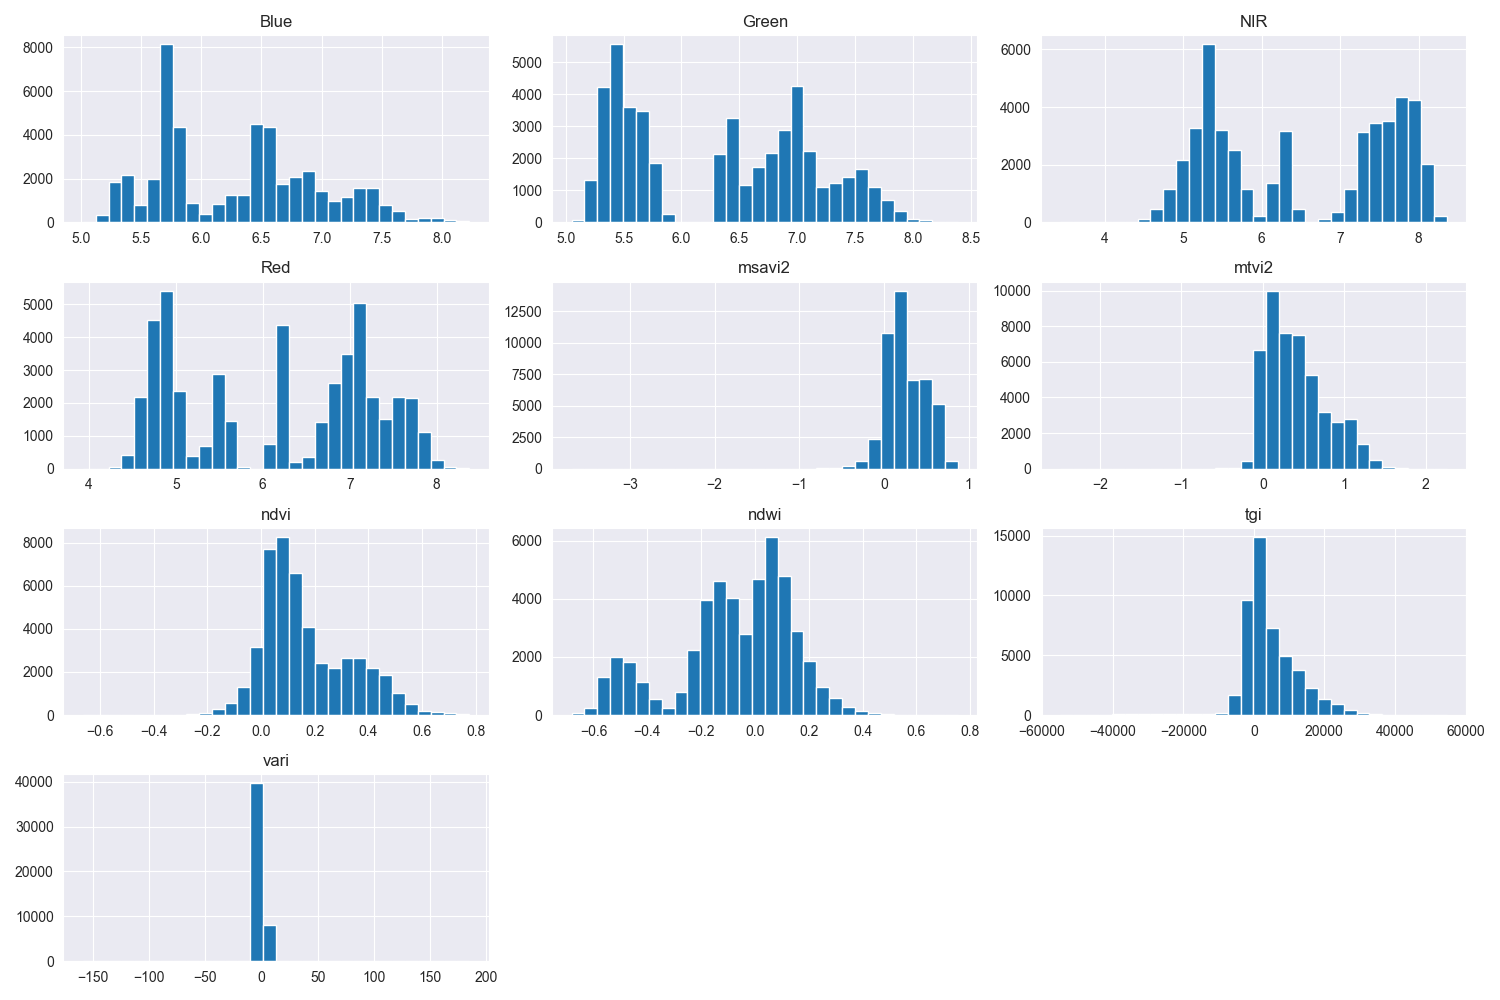 Blue
8000
6000
4000
2000
0
5.0 5.5 6.0 6.5 7.0 7.5 8.0
Green
5000
4000
3000
2000
1000
0
5.0 5.5 6.0 6.5 7.0 7.5 8.0 8.5
NIR
6000
4000
2000
0
4 5 6 7 8
Red
5000
4000
3000
2000
1000
0
4 5 6 7 8
msavi2
12500
10000
7500
5000
2500
0
−3 −2 −1 0 1
mtvi2
10000
8000
6000
4000
2000
0
−2 −1 0 1 2
ndvi
8000
6000
4000
2000
0
−0.6 −0.4 −0.2 0.0 0.2 0.4 0.6 0.8
ndwi
6000
4000
2000
0
−0.6 −0.4 −0.2 0.0 0.2 0.4 0.6 0.8
tgi
15000
10000
5000
0
−60000 −40000 −20000 0 20000 40000 60000
vari
40000
30000
20000
10000
0
−150 −100 −50 0 50 100 150 200